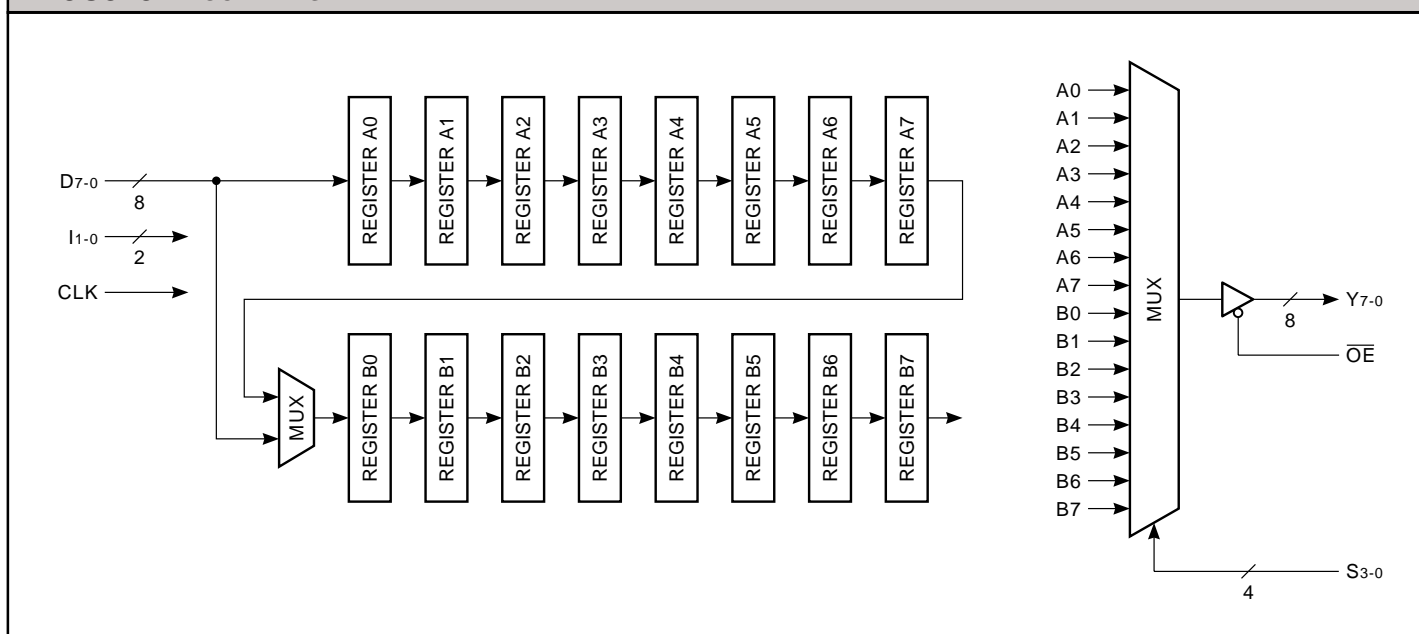 D7-0
8
I1-0
2
CLK
REGISTER A0
REGISTER A1
REGISTER A2
REGISTER A3
REGISTER A4
REGISTER A5
REGISTER A6
REGISTER A7
MUX
REGISTER B0
REGISTER B1
REGISTER B2
REGISTER B3
REGISTER B4
REGISTER B5
REGISTER B6
REGISTER B7
A0
A1
A2
A3
A4
A5
A6
A7
B0
B1
B2
B3
B4
B5
B6
B7
MUX
8
Y7-0
OE
S3-0
4